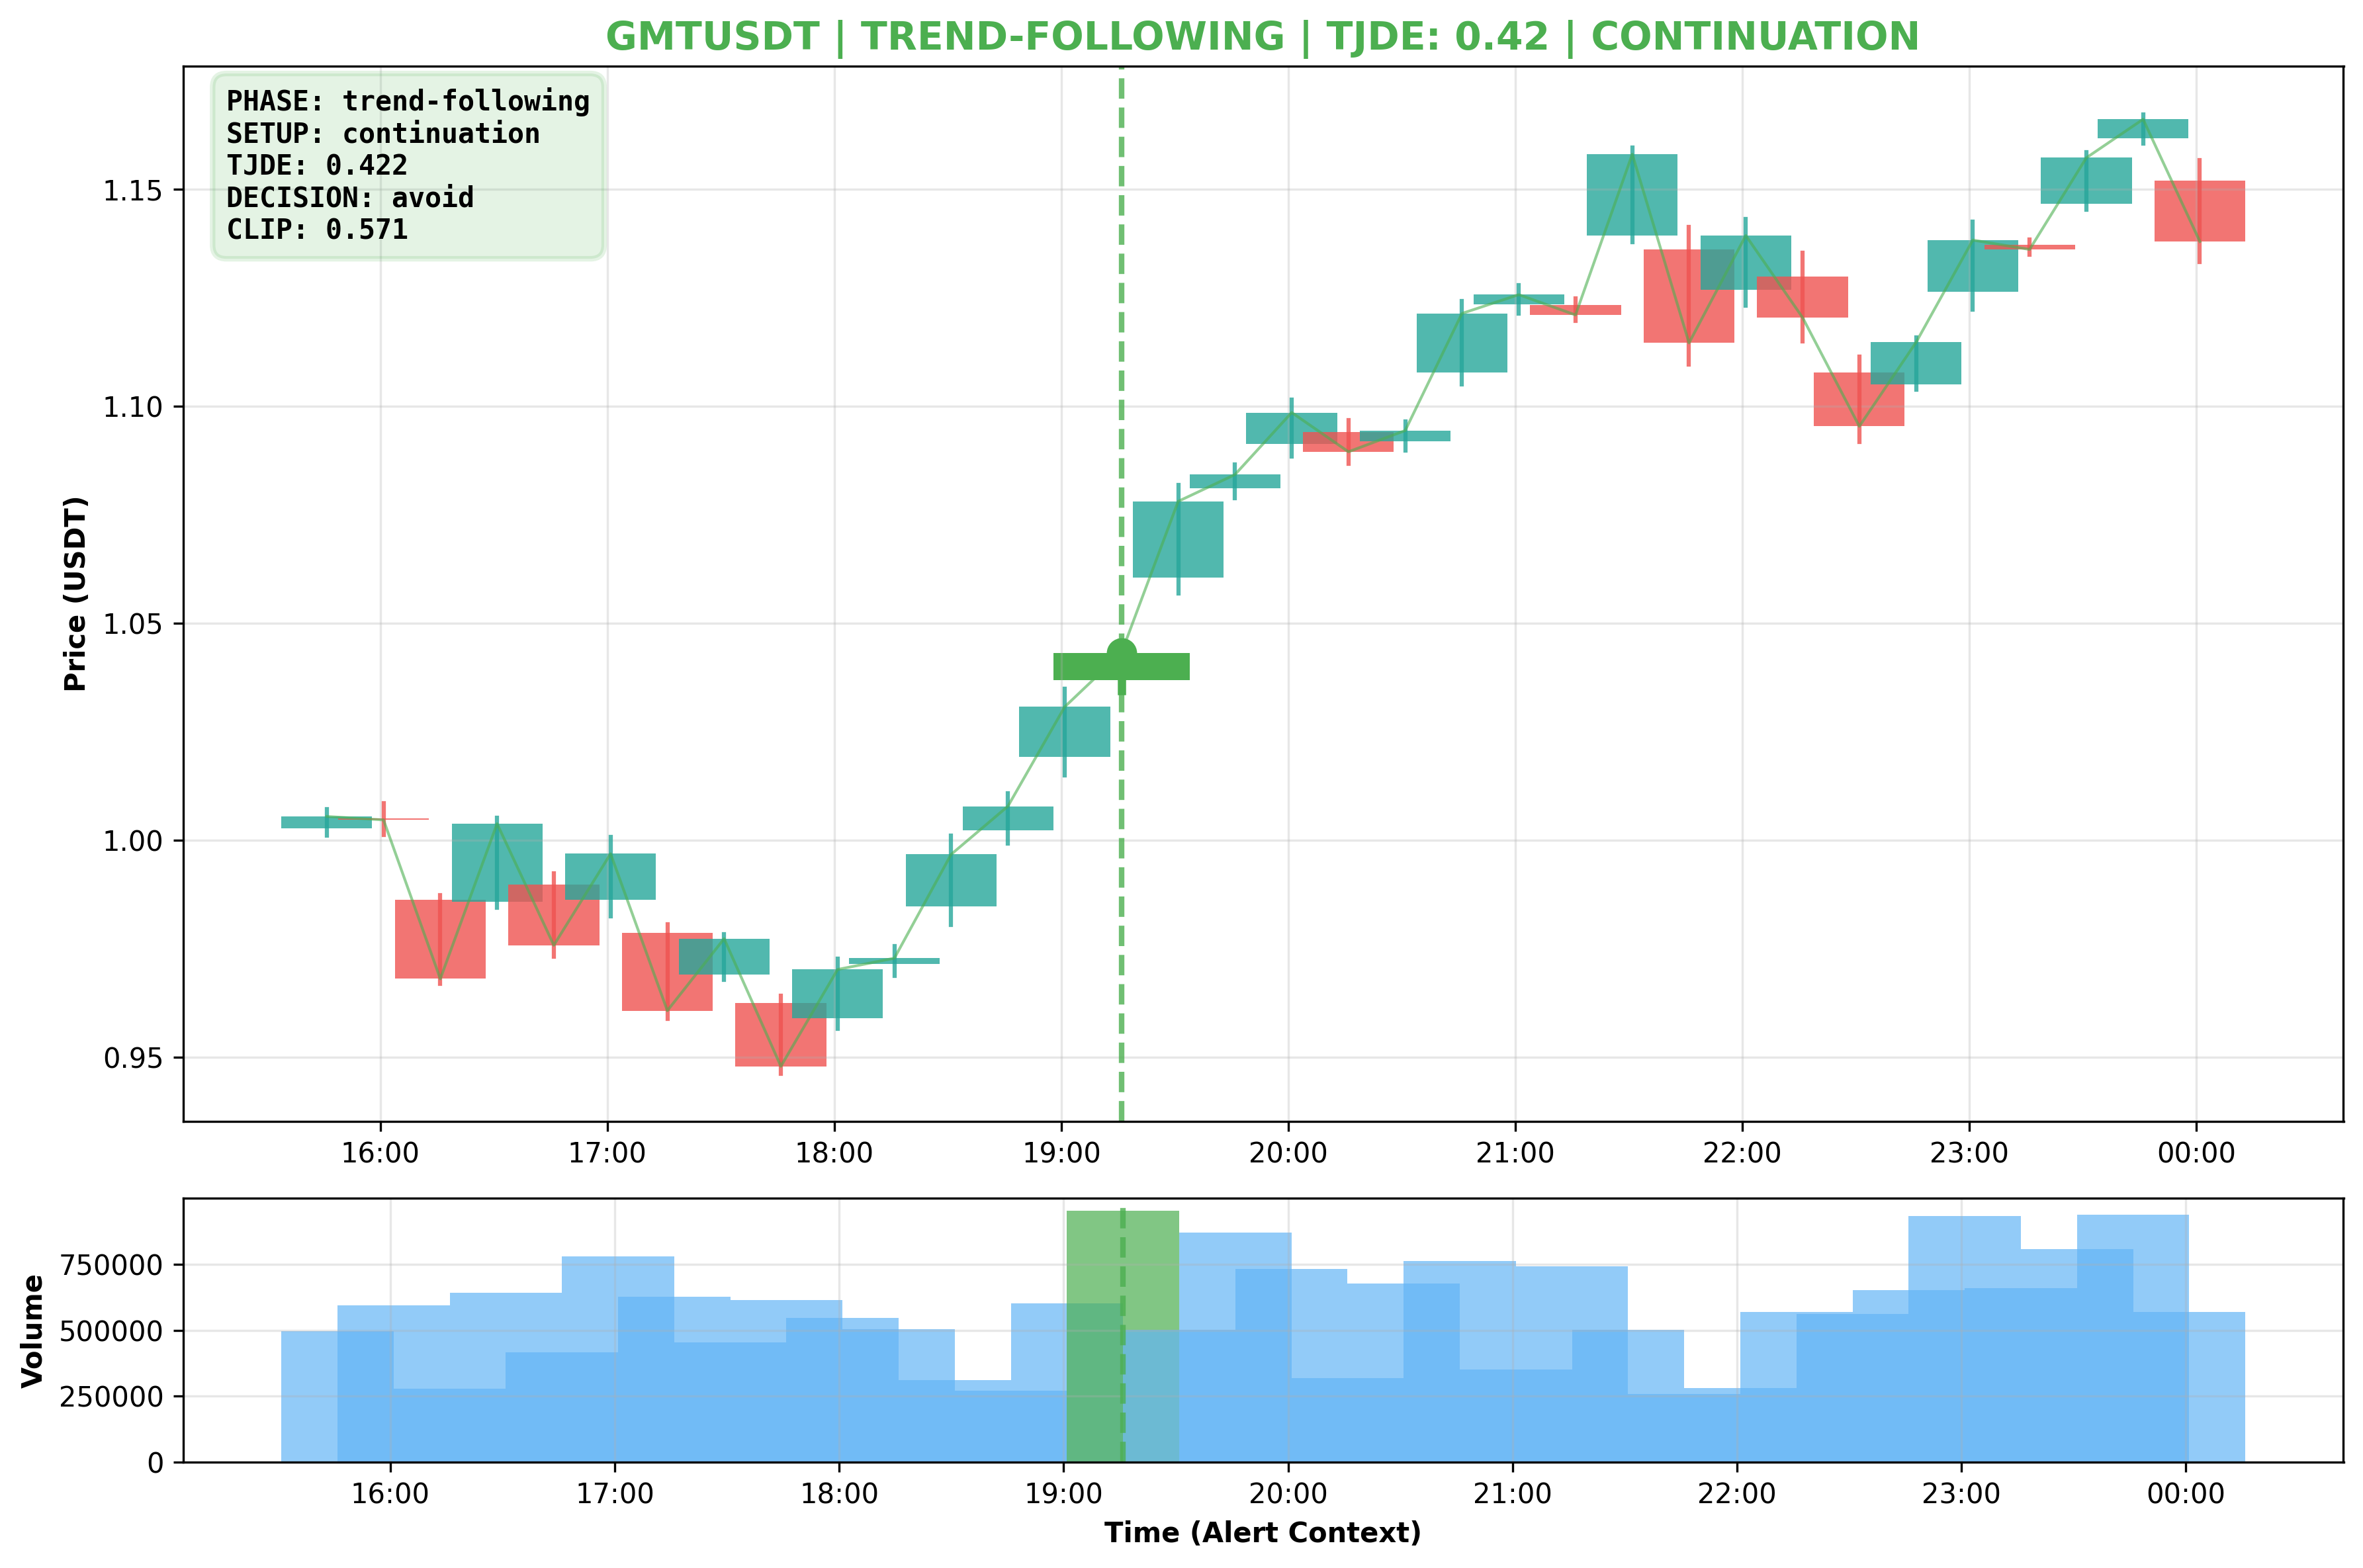 GMTUSDT | TREND-FOLLOWING | TJDE: 0.42 | CONTINUATION
PHASE: trend-following
SETUP: continuation
TJDE: 0.422
DECISION: avoid
CLIP: 0.571
Price (USDT)
1.15
1.10
1.05
1.00
0.95
16:00 17:00 18:00 19:00 20:00 21:00 22:00 23:00 00:00
Volume
750000
500000
250000
0
16:00 17:00 18:00 19:00 20:00 21:00 22:00 23:00 00:00
Time (Alert Context)